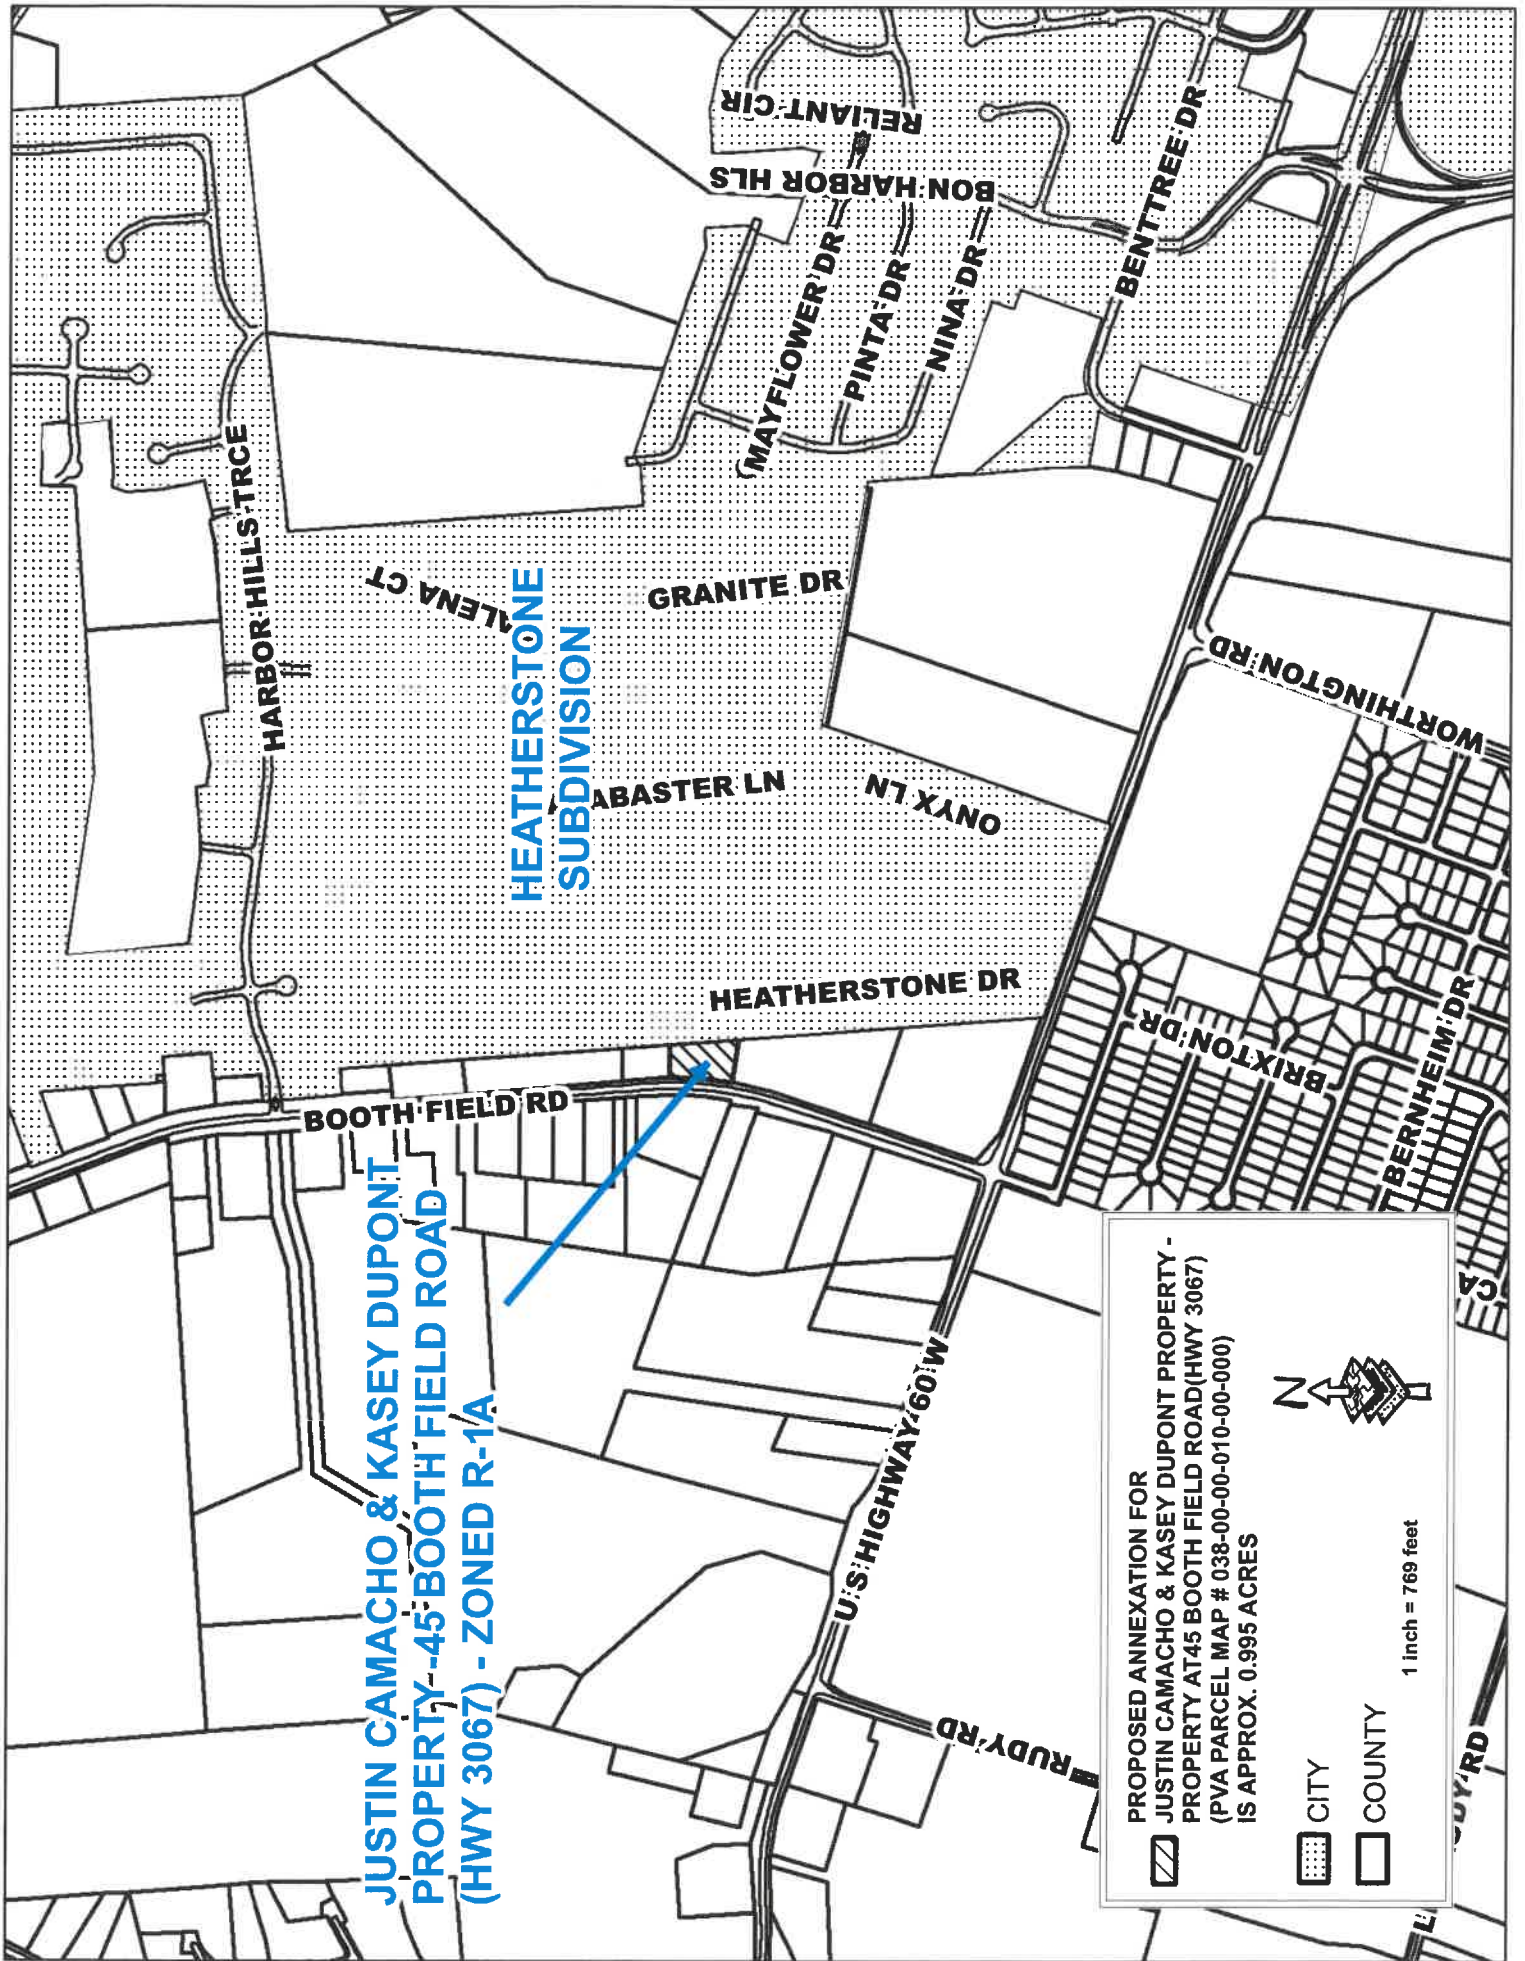 JUSTIN CAMACHO & KASEY DUPONT
PROPERTY -45 BOOTH FIELD ROAD
(HWY 3067) - ZONED R-1A
HEATHERSTONE
SUBDIVISION
HARBOR HILLS TRCE
BOOTH FIELD RD
ALENA CT
GRANITE DR
ABASTER LN
ONYX LN
HEATHERSTONE DR
RELIANT CIR
BON HARBOR HLS
MAYFLOWER DR
PINTA DR
NINA DR
BENTTREE DR
WORTHINGTON RD
BRIXTON DR
BERNHEIM DR
CA
U S HIGHWAY 60 W
RUDY RD
RD
PROPOSED ANNEXATION FOR
JUSTIN CAMACHO & KASEY DUPONT PROPERTY -
PROPERTY AT45 BOOTH FIELD ROAD(HWY 3067)
(PVA PARCEL MAP # 038-00-00-010-00-000)
IS APPROX. 0.995 ACRES
CITY
COUNTY
N
1 inch = 769 feet